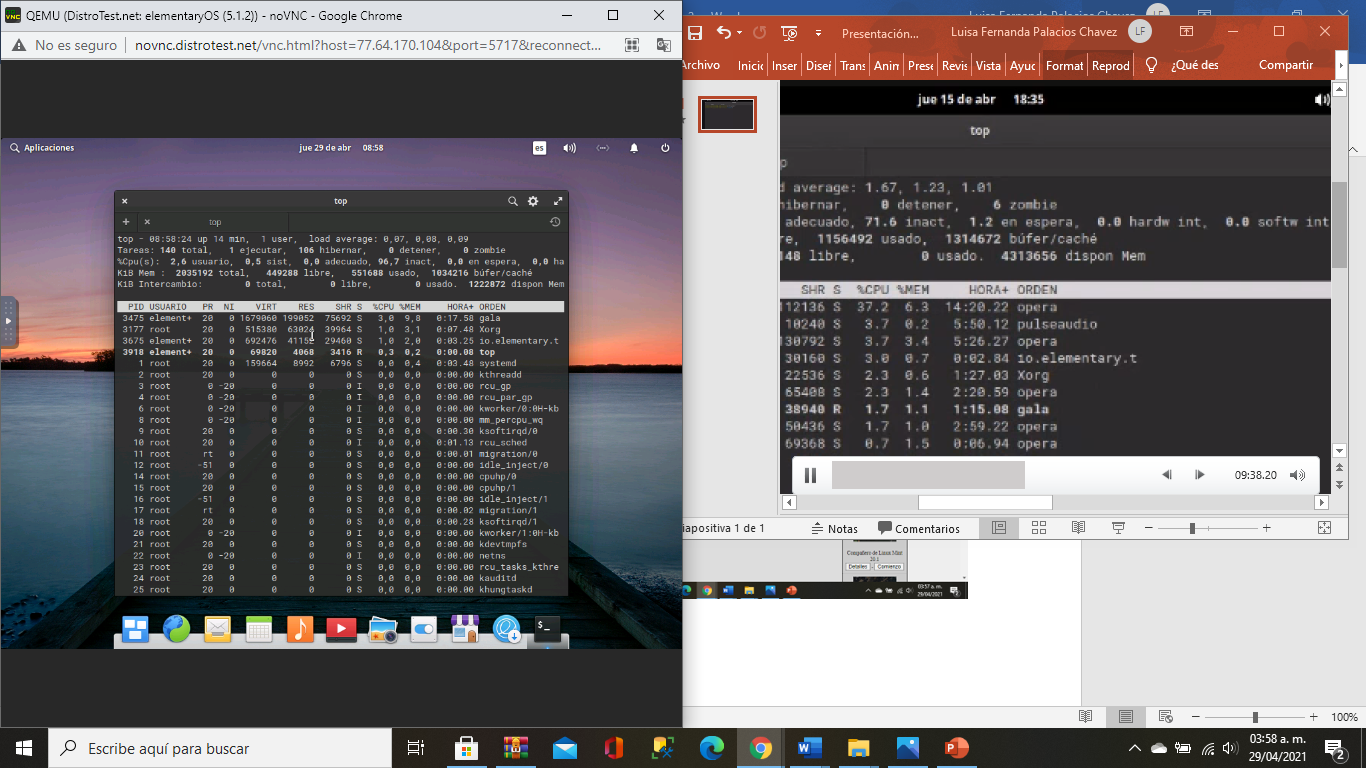 QEMU (DistroTest.net: elementaryOS (5.1.2)) - noVNC - Google Chrome
No es seguro | novnc.distrotest.net/vnc.html?host=77.64.170.104&port=5717&reconnect...
Aplicaciones jue 29 de abr 08:58 es
top
top
top - 08:58:24 up 14 min, 1 user, load average: 0,07, 0,08, 0,09
Tareas: 140 total, 1 ejecutar, 106 hibernar, 0 detener, 0 zombie
%Cpu(s): 2,6 usuario, 0,5 sist, 0,0 adecuado, 96,7 inact, 0,0 en espera, 0,0 ha
KiB Mem : 2035192 total, 449288 libre, 551688 usado, 1034216 búfer/caché
KiB Intercambio: 0 total, 0 libre, 0 usado. 1222872 dispon Mem
PID USUARIO PR NI VIRT RES SHR S %CPU %MEM HORA+ ORDEN
3475 element+ 20 0 1679060 199052 75692 S 3,0 9,8 0:17.58 gala
3177 root 20 0 515380 63024 39964 S 1,0 3,1 0:07.48 Xorg
3675 element+ 20 0 692476 41152 29460 S 1,0 2,0 0:03.25 io.elementary.t
3918 element+ 20 0 69820 4068 3416 R 0,3 0,2 0:00.08 top
1 root 20 0 159664 8992 6796 S 0,0 0,4 0:03.48 systemd
2 root 20 0 0 0 0 S 0,0 0,0 0:00.00 kthreadd
3 root 0 -20 0 0 0 I 0,0 0,0 0:00.00 rcu_gp
4 root 0 -20 0 0 0 I 0,0 0,0 0:00.00 rcu_par_gp
6 root 0 -20 0 0 0 I 0,0 0,0 0:00.00 kworker/0:0H-kb
8 root 0 -20 0 0 0 I 0,0 0,0 0:00.00 mm_percpu_wq
9 root 20 0 0 0 0 S 0,0 0,0 0:00.30 ksoftirqd/0
10 root 20 0 0 0 0 I 0,0 0,0 0:01.13 rcu_sched
11 root rt 0 0 0 0 S 0,0 0,0 0:00.01 migration/0
12 root -51 0 0 0 0 S 0,0 0,0 0:00.00 idle_inject/0
14 root 20 0 0 0 0 S 0,0 0,0 0:00.00 cpuhp/0
15 root 20 0 0 0 0 S 0,0 0,0 0:00.00 cpuhp/1
16 root -51 0 0 0 0 S 0,0 0,0 0:00.00 idle_inject/1
17 root rt 0 0 0 0 S 0,0 0,0 0:00.02 migration/1
18 root 20 0 0 0 0 S 0,0 0,0 0:00.28 ksoftirqd/1
20 root 0 -20 0 0 0 I 0,0 0,0 0:00.00 kworker/1:0H-kb
21 root 20 0 0 0 0 S 0,0 0,0 0:00.00 kdevtmpfs
22 root 0 -20 0 0 0 I 0,0 0,0 0:00.00 netns
23 root 20 0 0 0 0 S 0,0 0,0 0:00.00 rcu_tasks_kthre
24 root 20 0 0 0 0 S 0,0 0,0 0:00.00 kauditd
25 root 20 0 0 0 0 S 0,0 0,0 0:00.00 khungtaskd
Presentación... Luisa Fernanda Palacios Chavez LF
Archivo Inicio Inser Disei Trans Anim Prese Revis Vista Ayuc Format Reprod ¿Qué des Compartir
jue 15 de abr 18:35
top
d average: 1.67, 1.23, 1.01
hibernar, 0 detener, 6 zombie
adecuado, 71.6 inact, 1.2 en espera, 0.0 hardw int, 0.0 softw int
re, 1156492 usado, 1314672 búfer/caché
148 libre, 0 usado. 4313656 dispon Mem
SHR S %CPU %MEM HORA+ ORDEN
112136 S 37.2 6.3 14:20.22 opera
10240 S 3.7 0.2 5:50.12 pulseaudio
30792 S 3.7 3.4 5:26.27 opera
30160 S 3.0 0.7 0:02.84 io.elementary.t
22536 S 2.3 0.6 1:27.03 Xorg
65408 S 2.3 1.4 2:20.59 opera
38940 R 1.7 1.1 1:15.08 gala
50436 S 1.7 1.0 2:59.22 opera
69368 S 0.7 1.5 0:06.94 opera
09:38.20
iapositiva 1 de 1 Notas Comentarios
Compañero de Linux Mint
20.1
Detalles Comienzo
03:57 a. m.
29/04/2021
100%
Escribe aquí para buscar
03:58 a. m.
29/04/2021
2